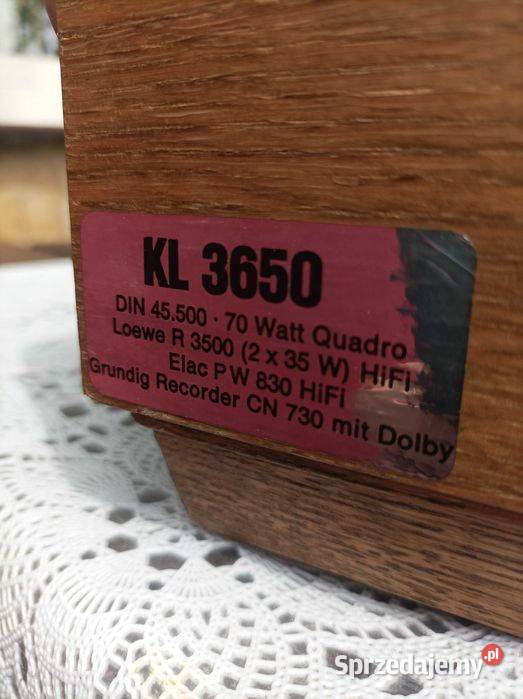 KL 3650
DIN 45.500 · 70 Watt Quadro
Loewe R 3500 (2 x 35 W) HiFi
Elac PW 830 HiFi
Grundig Recorder CN 730 mit Dolby
Sprzedajemy.pl